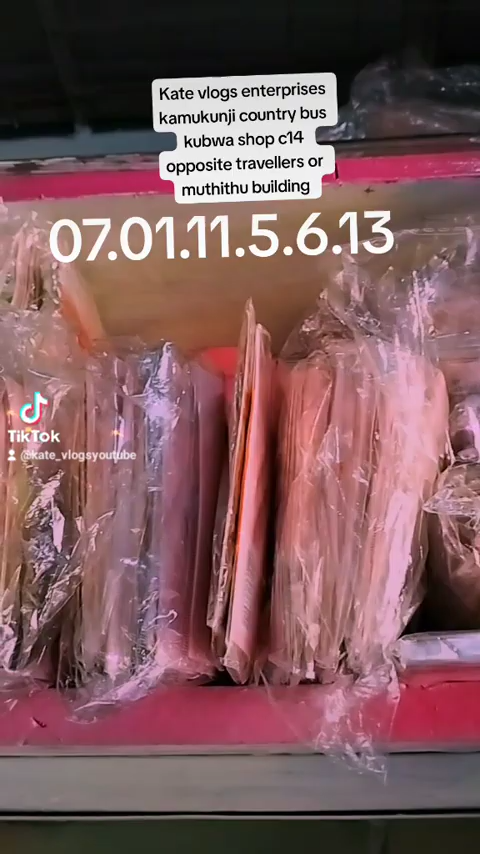 Kate vlogs enterprises
kamukunji country bus
kubwa shop c14
opposite travellers or
muthithu building
07.01.11.5.6.13
TikTok
@kate_vlogsyoutube